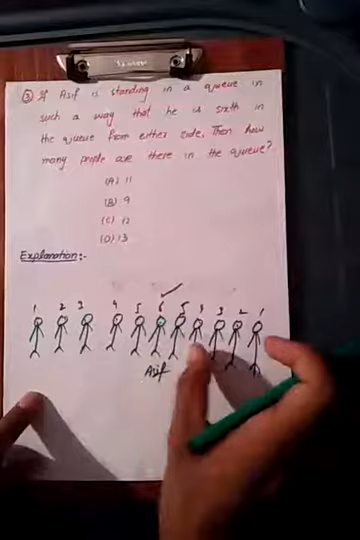 ③ If Asif is standing in a queue in
such a way that he is sixth in
the queue from either side, Then how
many people are there in the queue?
(A) 11
(B) 9
(C) 12
(D) 13
Explanation:-
1 2 3 4 5 6 5 4 3 2 1
Asif